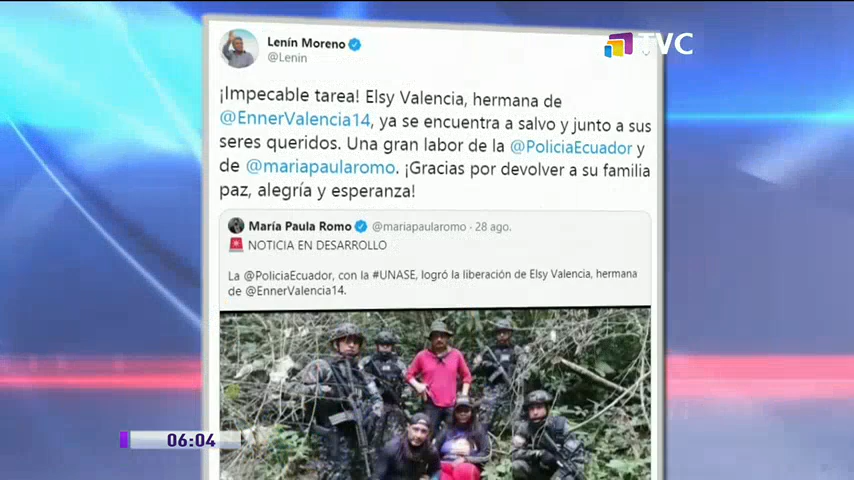 Lenín Moreno
@Lenin
TVC
¡Impecable tarea! Elsy Valencia, hermana de
@EnnerValencia14, ya se encuentra a salvo y junto a sus
seres queridos. Una gran labor de la @PoliciaEcuador y
de @mariapaularomo. ¡Gracias por devolver a su familia
paz, alegría y esperanza!
María Paula Romo @mariapaularomo · 28 ago.
NOTICIA EN DESARROLLO
La @PoliciaEcuador, con la #UNASE, logró la liberación de Elsy Valencia, hermana
de @EnnerValencia14.
06:04